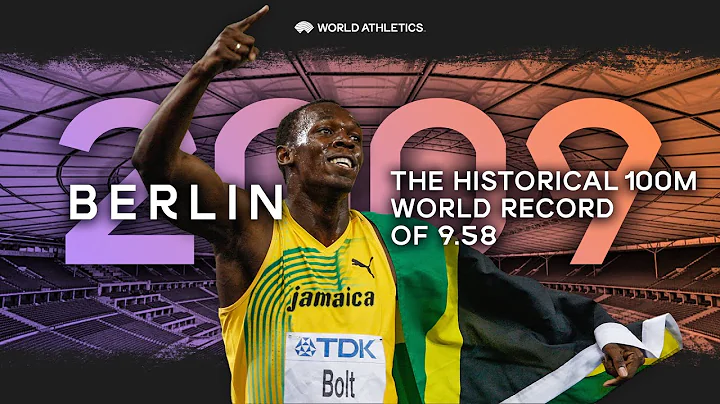 WORLD ATHLETICS
2009
BERLIN
THE HISTORICAL 100M
WORLD RECORD
OF 9.58
jamaica
TDK
Bolt